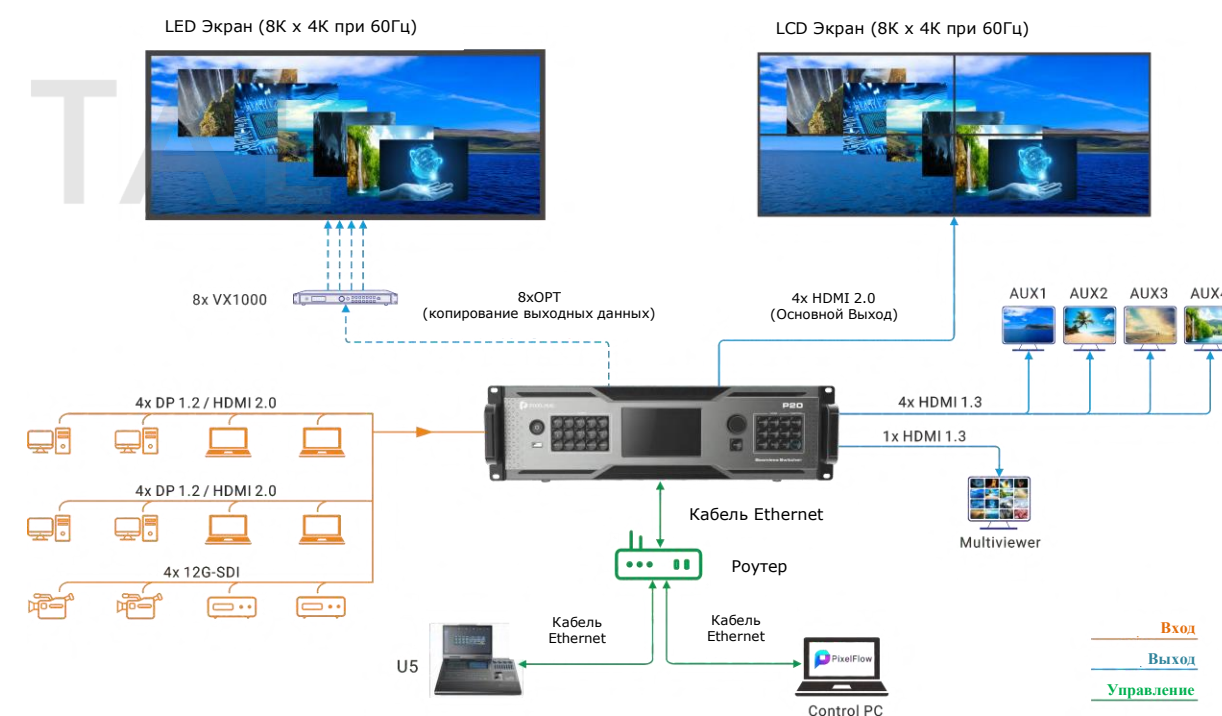 LED Экран (8K x 4K при 60Гц)
LCD Экран (8K x 4K при 60Гц)
TA
8x VX1000
8xOPT
(копирование выходных данных)
4x HDMI 2.0
(Основной Выход)
AUX1 AUX2 AUX3 AUX4
4x DP 1.2 / HDMI 2.0
P20
4x HDMI 1.3
1x HDMI 1.3
4x DP 1.2 / HDMI 2.0
Кабель Ethernet
Multiviewer
4x 12G-SDI
Роутер
U5
Кабель
Ethernet
Кабель
Ethernet
PixelFlow
Control PC
Вход
Выход
Управление